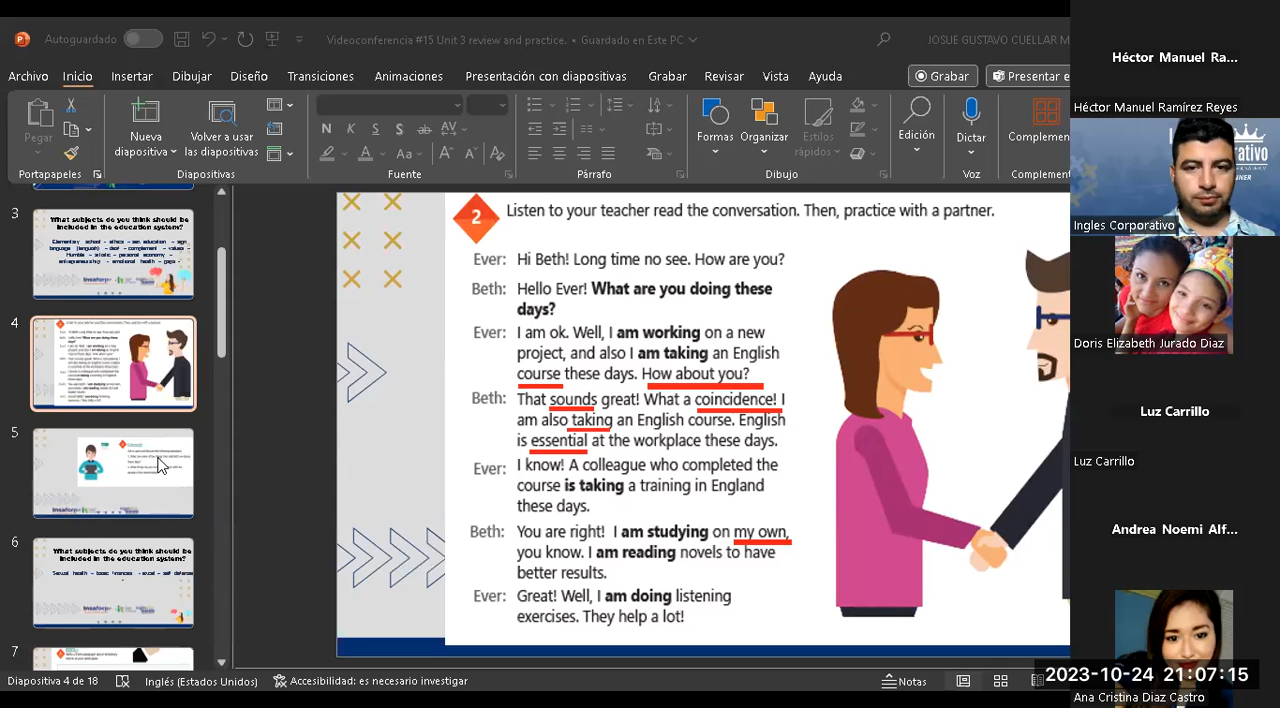 Autoguardado
Videoconferencia #15 Unit 3 review and practice. • Guardado en Este PC
JOSUE GUSTAVO CUELLAR M
Archivo Inicio Insertar Dibujar Diseño Transiciones Animaciones Presentación con diapositivas Grabar Revisar Vista Ayuda
Grabar
Presentar e
Pegar
Nueva diapositiva
Volver a usar las diapositivas
Formas
Organizar
Estilos rápidos
Edición
Dictar
Complemen
Portapapeles
Diapositivas
Fuente
Párrafo
Dibujo
Voz
Complement
3
What subjects do you think should be
included in the education system?
4
5
6
What subjects do you think should be
included in the education system?
Insaforp
7
2
Listen to your teacher read the conversation. Then, practice with a partner.
Ever: Hi Beth! Long time no see. How are you?
Beth: Hello Ever! What are you doing these
days?
Ever: I am ok. Well, I am working on a new
project, and also I am taking an English
course these days. How about you?
Beth: That sounds great! What a coincidence! I
am also taking an English course. English
is essential at the workplace these days.
Ever: I know! A colleague who completed the
course is taking a training in England
these days.
Beth: You are right! I am studying on my own,
you know. I am reading novels to have
better results.
Ever: Great! Well, I am doing listening
exercises. They help a lot!
Diapositiva 4 de 18
Inglés (Estados Unidos)
Accesibilidad: es necesario investigar
Notas
Héctor Manuel Ra...
Héctor Manuel Ramírez Reyes
Ingles Corporativo
Doris Elizabeth Jurado Diaz
Luz Carrillo
Luz Carrillo
Andrea Noemi Alf...
2023-10-24 21:07:15
Ana Cristina Diaz Castro